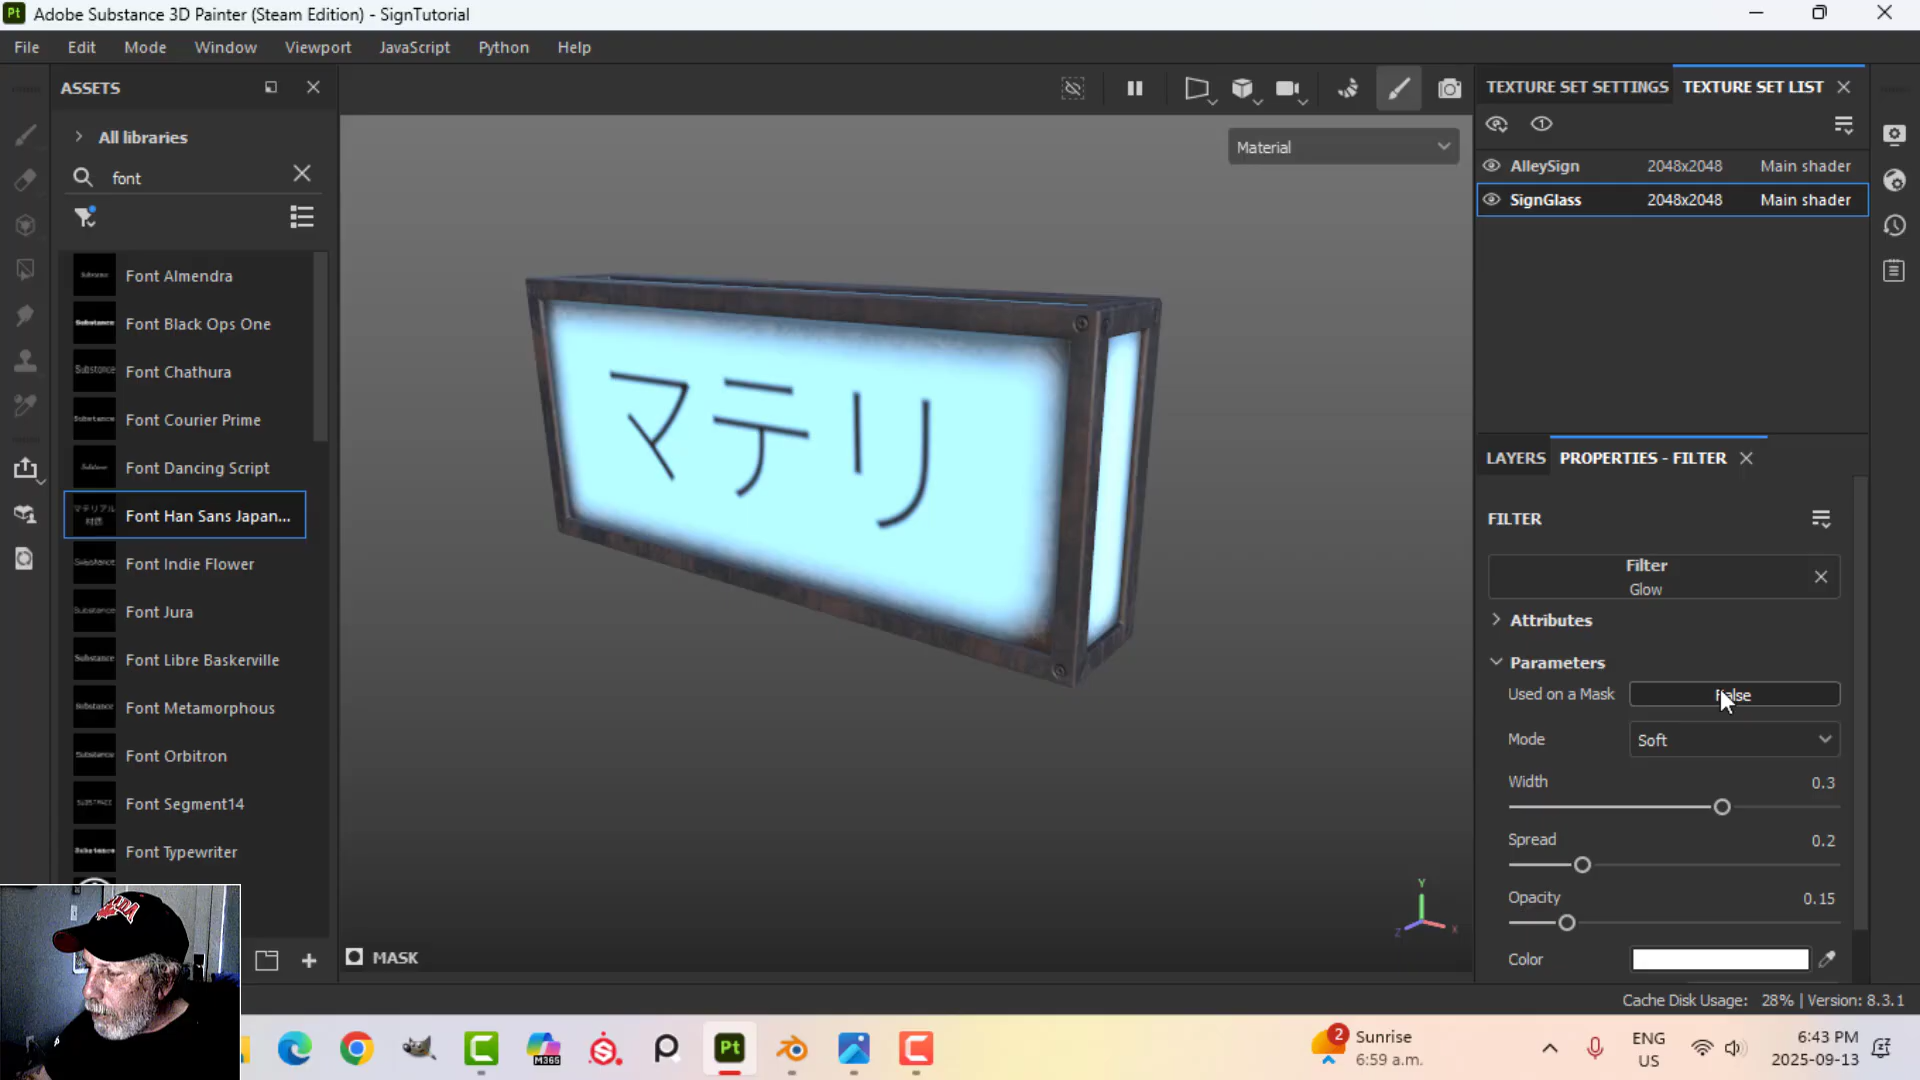 Pt Adobe Substance 3D Painter (Steam Edition) - SignTutorial
File Edit Mode Window Viewport JavaScript Python Help
ASSETS
All libraries
font
Font Almendra
Font Black Ops One
Font Chathura
Font Courier Prime
Font Dancing Script
Font Han Sans Japan...
Font Indie Flower
Font Jura
Font Libre Baskerville
Font Metamorphous
Font Orbitron
Font Segment14
Font Typewriter
Material
マテリ
MASK
Y
X
Z
TEXTURE SET SETTINGS TEXTURE SET LIST
AlleySign 2048x2048 Main shader
SignGlass 2048x2048 Main shader
LAYERS PROPERTIES - FILTER
FILTER
Filter
Glow
Attributes
Parameters
Used on a Mask False
Mode Soft
Width 0.3
Spread 0.2
Opacity 0.15
Color
Cache Disk Usage: 28% | Version: 8.3.1
M365
Pt
2
Sunrise
6:59 a.m.
ENG
US
6:43 PM
2025-09-13